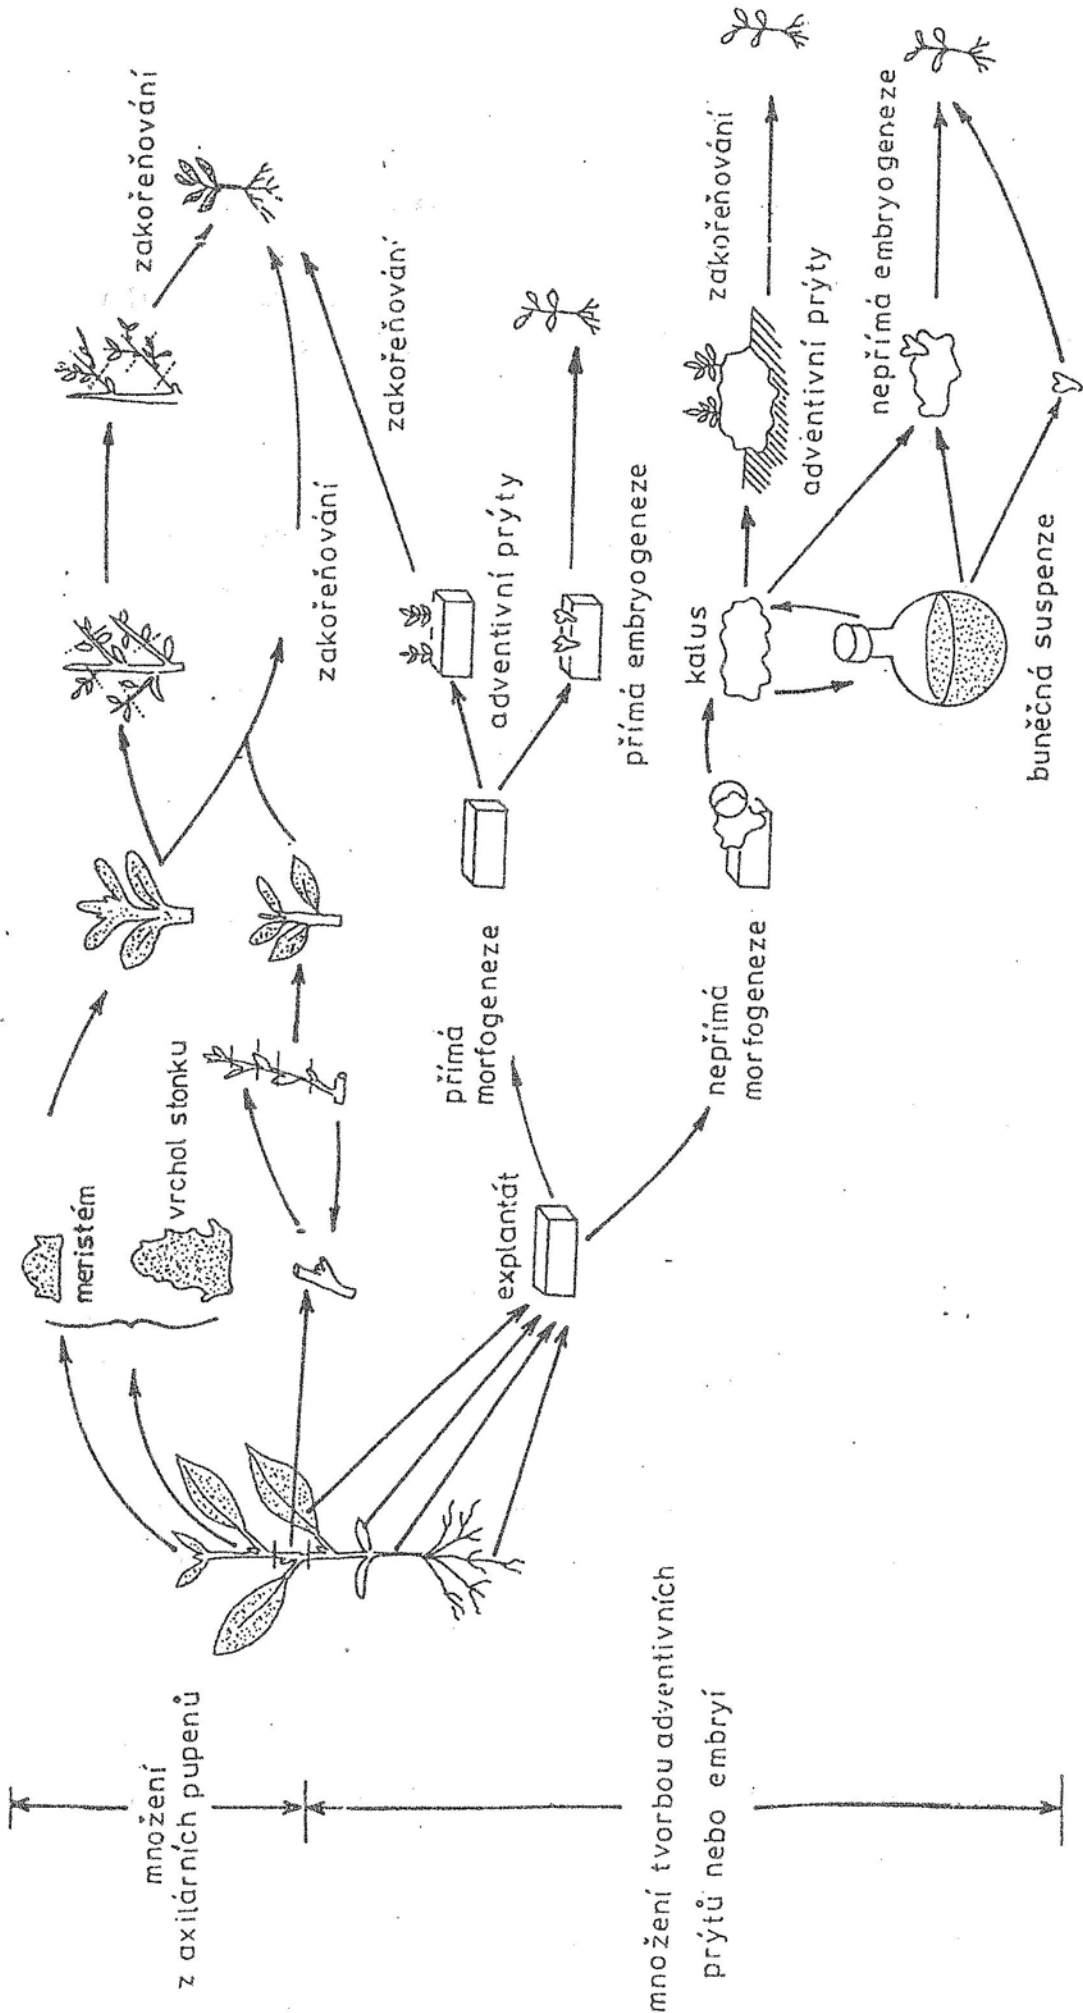 množení
z axilárních pupenů
množení tvorbou adventivních
prýtů nebo embryí
meristém
vrchol stonku
explantát
přímá
morfogeneze
nepřímá
morfogeneze
zakořeňování
zakořeňování
zakořeňování
adventivní prýty
přímá embryogeneze
kalus
buněčná suspenze
zakořeňování
adventivní prýty
nepřímá embryogeneze